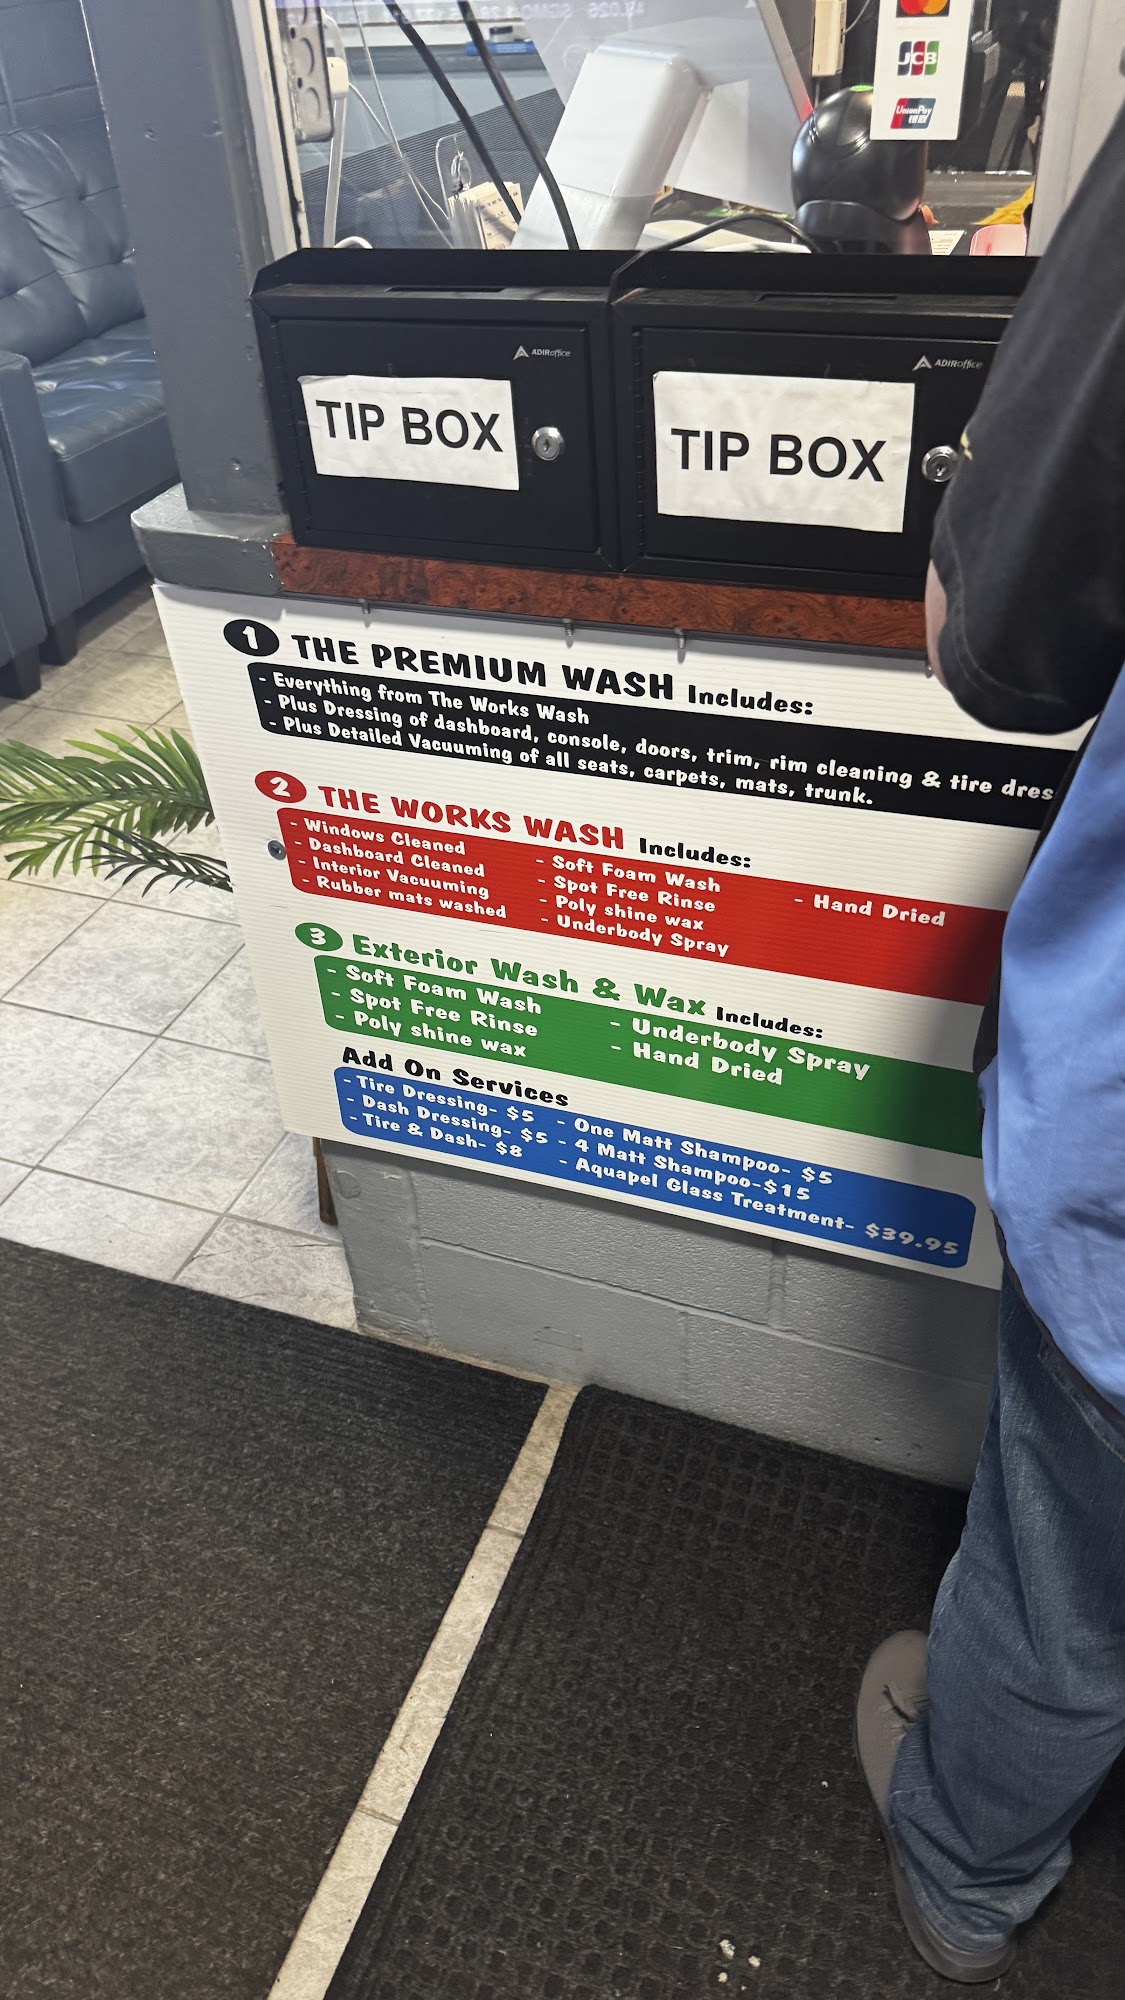 JCB
UnionPay
ADIRoffice
ADIRoffice
TIP BOX
TIP BOX
1 THE PREMIUM WASH Includes:
- Everything from The Works Wash
- Plus Dressing of dashboard, console, doors, trim, rim cleaning & tire dres
- Plus Detailed Vacuuming of all seats, carpets, mats, trunk.
2 THE WORKS WASH Includes:
- Windows Cleaned
- Dashboard Cleaned
- Interior Vacuuming
- Rubber mats washed
- Soft Foam Wash
- Spot Free Rinse
- Poly shine wax
- Underbody Spray
- Hand Dried
3 Exterior Wash & Wax Includes:
- Soft Foam Wash
- Spot Free Rinse
- Poly shine wax
- Underbody Spray
- Hand Dried
Add On Services
- Tire Dressing- $5
- Dash Dressing- $5
- Tire & Dash- $8
- One Matt Shampoo- $5
- 4 Matt Shampoo-$15
- Aquapel Glass Treatment- $39.95